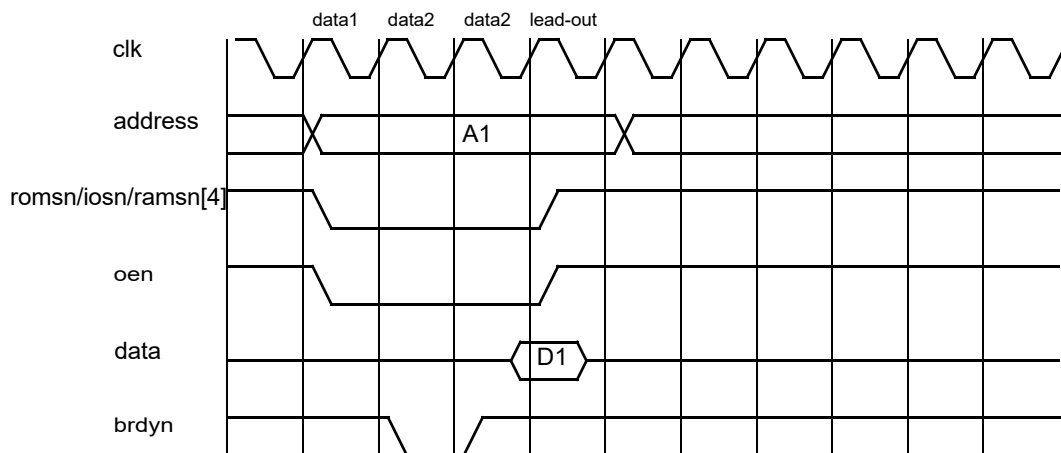 data1 data2 data2 lead-out
clk
address
A1
romsn/iosn/ramsn[4]
oen
data
D1
brdyn